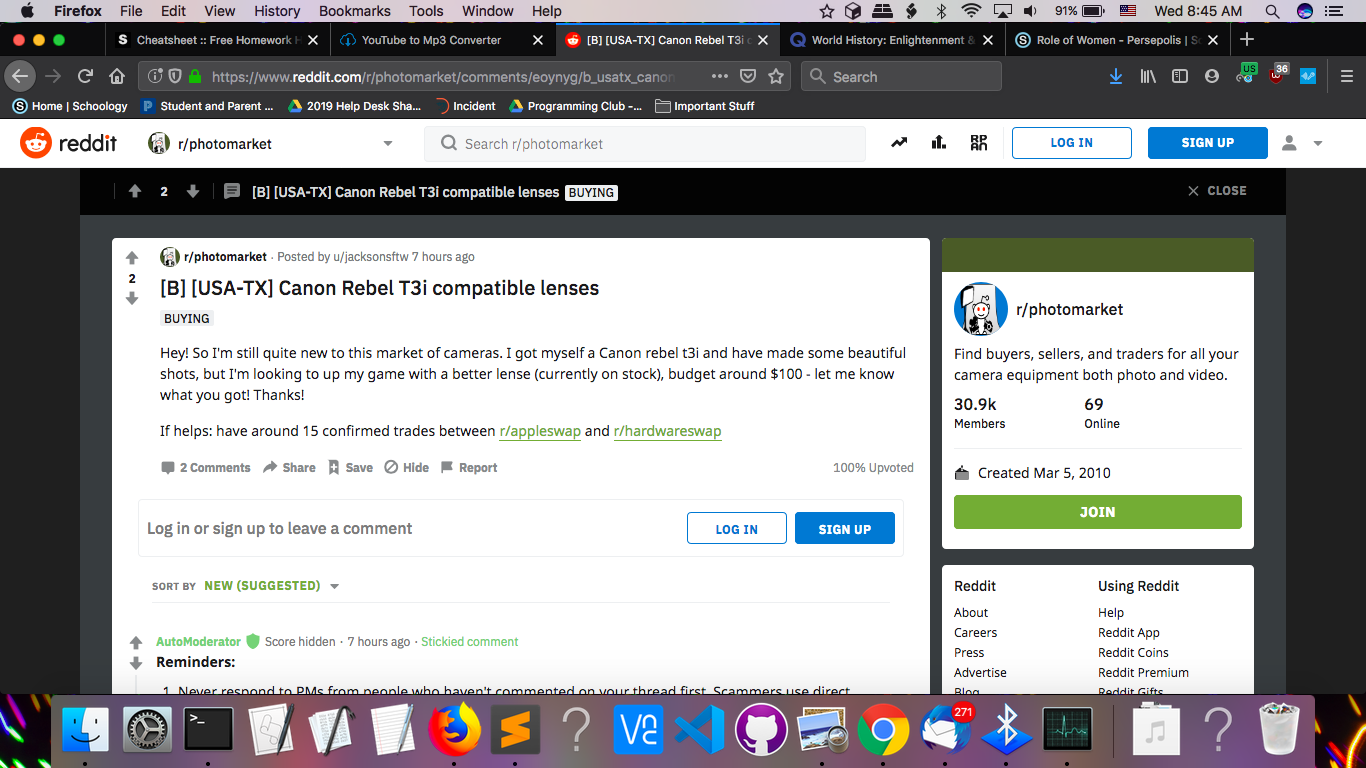 Firefox File Edit View History Bookmarks Tools Window Help 91% Wed 8:45 AM
S Cheatsheet :: Free Homework H YouTube to Mp3 Converter [B] [USA-TX] Canon Rebel T3i c World History: Enlightenment & Role of Women - Persepolis | Sc
https://www.reddit.com/r/photomarket/comments/eoynyg/b_usatx_canon Search US 36
Home | Schoology Student and Parent ... 2019 Help Desk Sha... Incident Programming Club -... Important Stuff
reddit r/photomarket Search r/photomarket LOG IN SIGN UP
2 [B] [USA-TX] Canon Rebel T3i compatible lenses BUYING CLOSE
r/photomarket · Posted by u/jacksonsftw 7 hours ago
2
[B] [USA-TX] Canon Rebel T3i compatible lenses
BUYING
Hey! So I'm still quite new to this market of cameras. I got myself a Canon rebel t3i and have made some beautiful
shots, but I'm looking to up my game with a better lense (currently on stock), budget around $100 - let me know
what you got! Thanks!
If helps: have around 15 confirmed trades between r/appleswap and r/hardwareswap
2 Comments Share Save Hide Report 100% Upvoted
Log in or sign up to leave a comment LOG IN SIGN UP
SORT BY NEW (SUGGESTED)
AutoModerator Score hidden · 7 hours ago · Stickied comment
Reminders:
1. Never respond to PMs from people who haven't commented on your thread first. Scammers use direct
r/photomarket
Find buyers, sellers, and traders for all your
camera equipment both photo and video.
30.9k 69
Members Online
Created Mar 5, 2010
JOIN
Reddit Using Reddit
About Help
Careers Reddit App
Press Reddit Coins
Advertise Reddit Premium
Blog Reddit Gifts
271